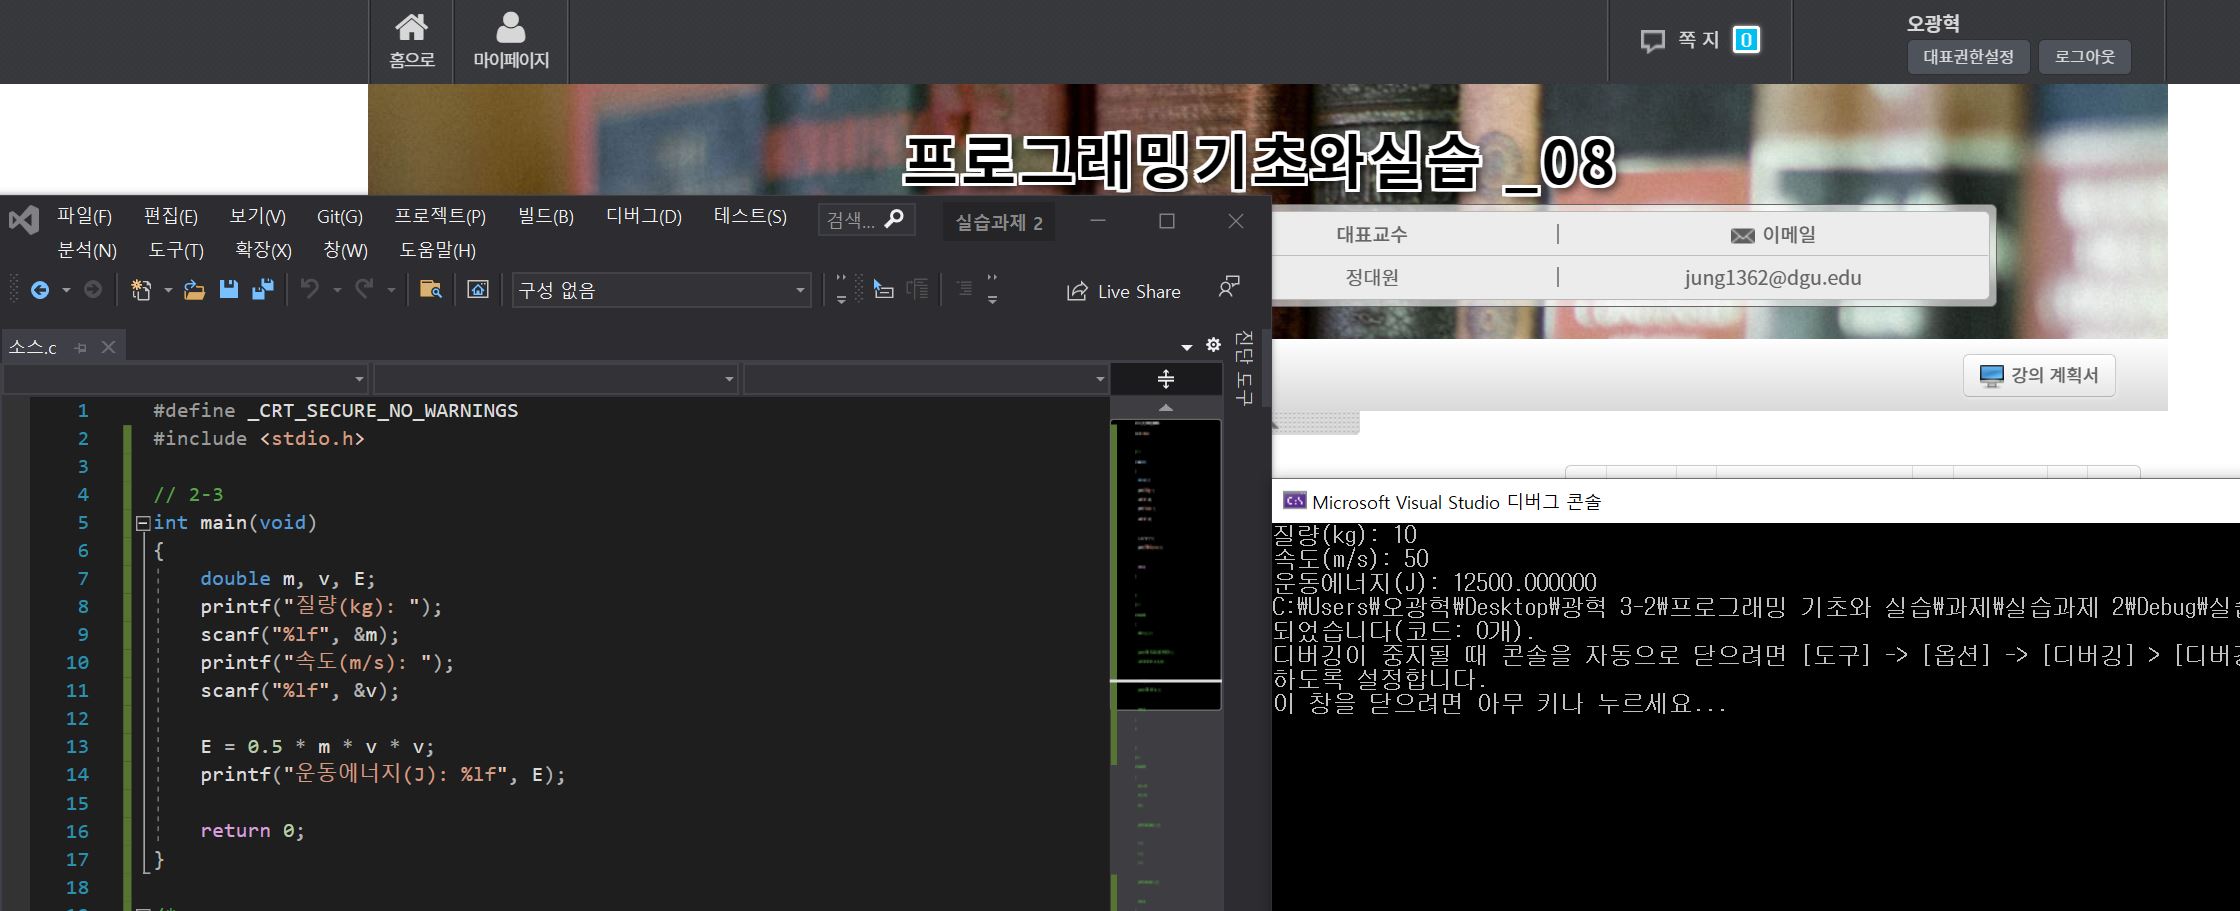 홈으로
마이페이지
쪽 지 0
오광혁
대표권한설정 로그아웃
프로그래밍기초와실습 _08
대표교수 | 이메일
정대원 | jung1362@dgu.edu
강의 계획서
파일(F) 편집(E) 보기(V) Git(G) 프로젝트(P) 빌드(B) 디버그(D) 테스트(S) 검색... 실습과제 2
분석(N) 도구(T) 확장(X) 창(W) 도움말(H)
구성 없음 Live Share
소스.c
진단 도구
1 #define _CRT_SECURE_NO_WARNINGS
2 #include <stdio.h>
3
4 // 2-3
5 int main(void)
6 {
7 double m, v, E;
8 printf("질량(kg): ");
9 scanf("%lf", &m);
10 printf("속도(m/s): ");
11 scanf("%lf", &v);
12
13 E = 0.5 * m * v * v;
14 printf("운동에너지(J): %lf", E);
15
16 return 0;
17 }
18
Microsoft Visual Studio 디버그 콘솔
질량(kg): 10
속도(m/s): 50
운동에너지(J): 12500.000000
C:₩Users₩오광혁₩Desktop₩광혁 3-2₩프로그래밍 기초와 실습₩과제₩실습과제 2₩Debug₩실습
되었습니다(코드: 0개).
디버깅이 중지될 때 콘솔을 자동으로 닫으려면 [도구] -> [옵션] -> [디버깅] > [디버깅
하도록 설정합니다.
이 창을 닫으려면 아무 키나 누르세요...